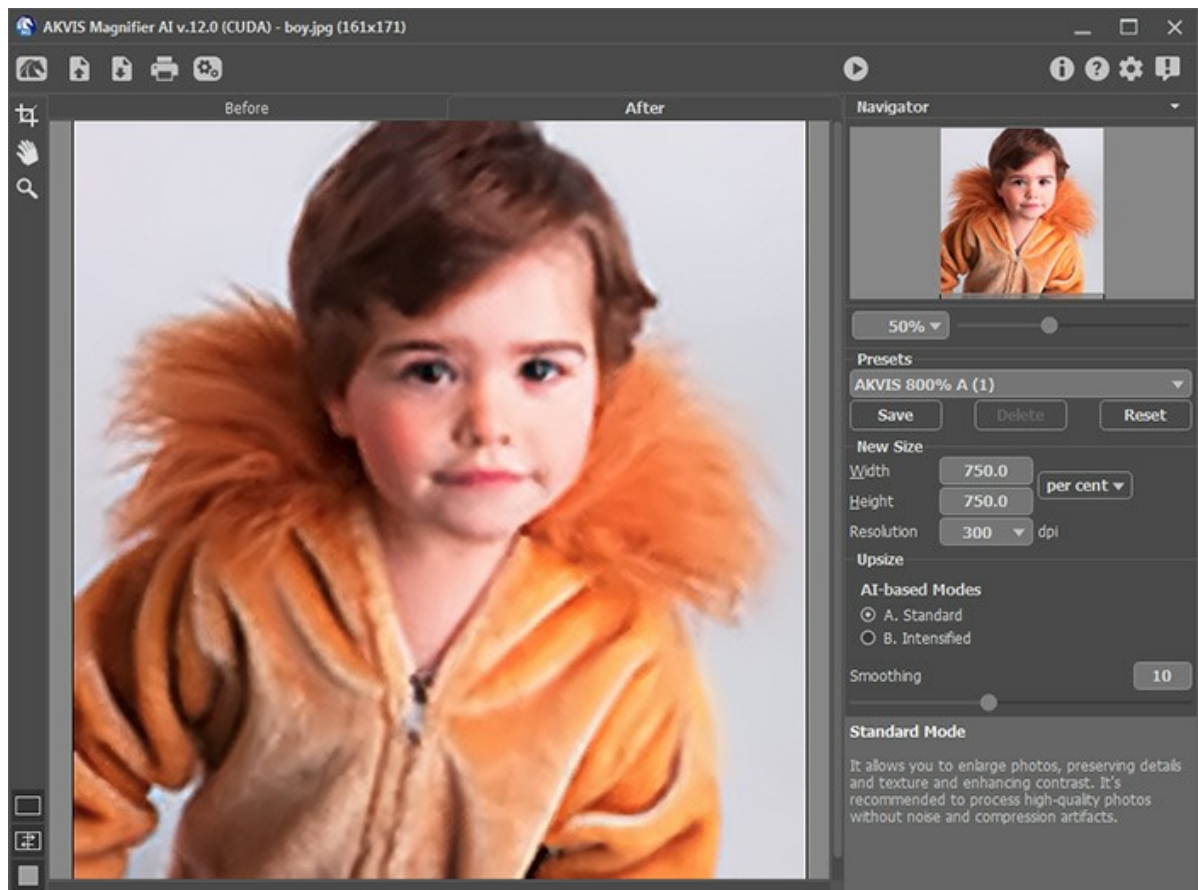 AKVIS Magnifier AI v.12.0 (CUDA) - boy.jpg (161x171)
Before
After
Navigator
50%
Presets
AKVIS 800% A (1)
Save
Delete
Reset
New Size
Width
750.0
per cent
Height
750.0
Resolution
300
dpi
Upsize
AI-based Modes
A. Standard
B. Intensified
Smoothing
10
Standard Mode
It allows you to enlarge photos, preserving details
and texture and enhancing contrast. It's
recommended to process high-quality photos
without noise and compression artifacts.